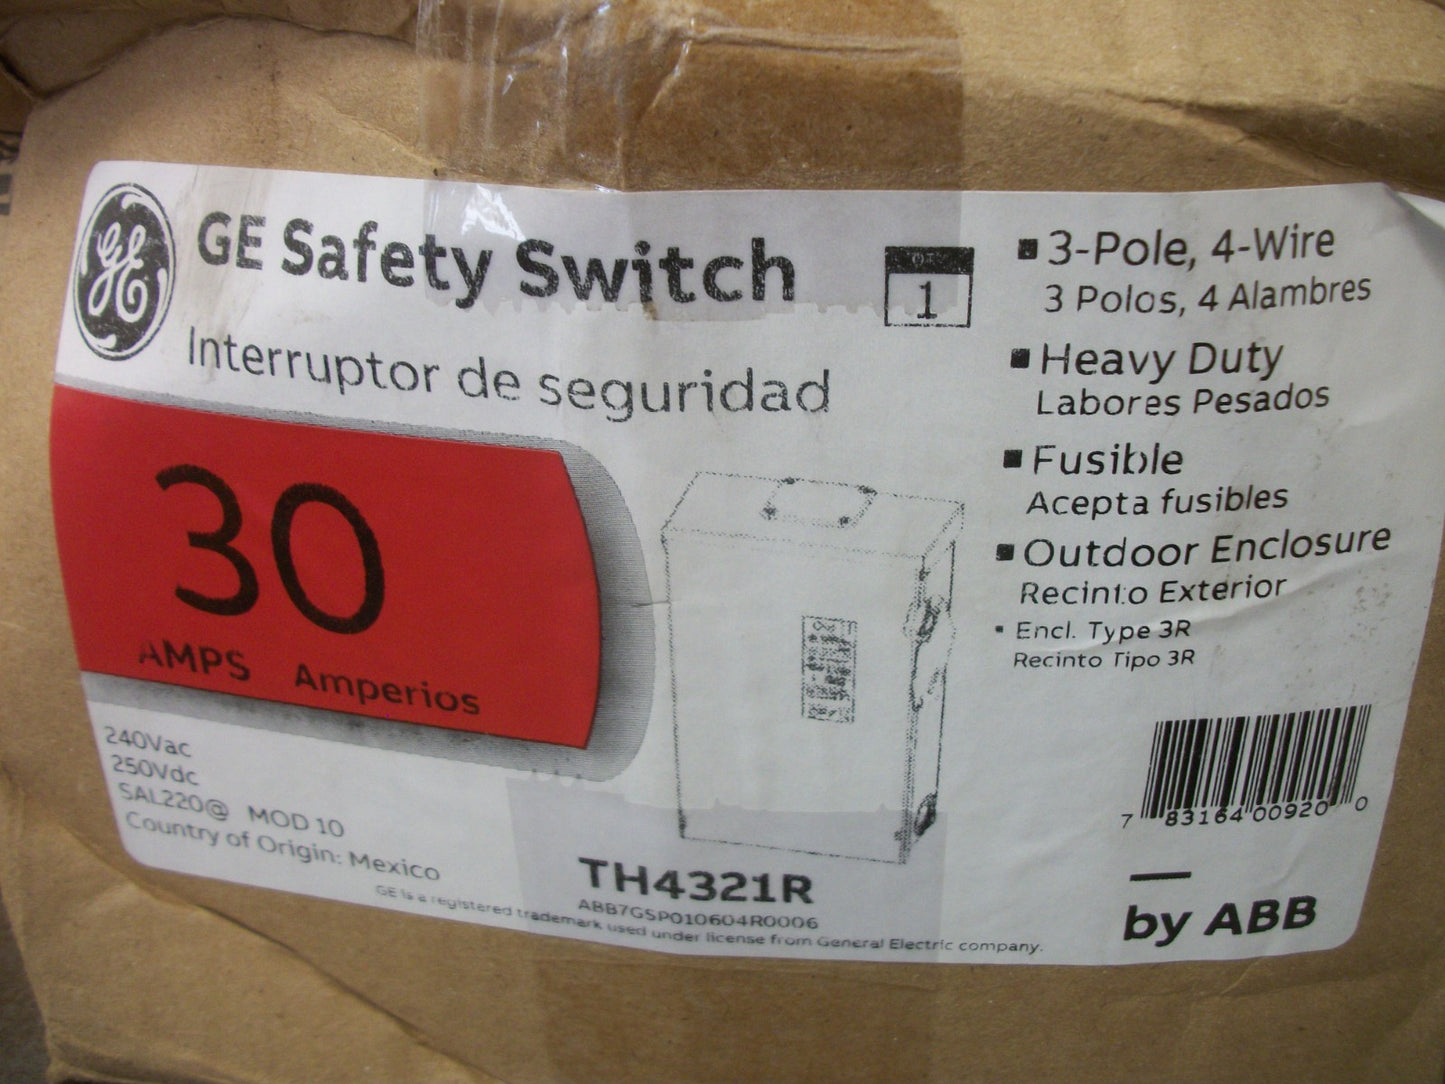 GE
GE Safety Switch
Interruptor de seguridad
QTY
1
30
AMPS Amperios
240Vac
250Vdc
SAL220@ MOD 10
Country of Origin: Mexico
3-Pole, 4-Wire
3 Polos, 4 Alambres
Heavy Duty
Labores Pesados
Fusible
Acepta fusibles
Outdoor Enclosure
Recinto Exterior
Encl. Type 3R
Recinto Tipo 3R
7 83164 00920 0
by ABB
TH4321R
ABB7GSP010604R0006
GE is a registered trademark used under license from General Electric company.